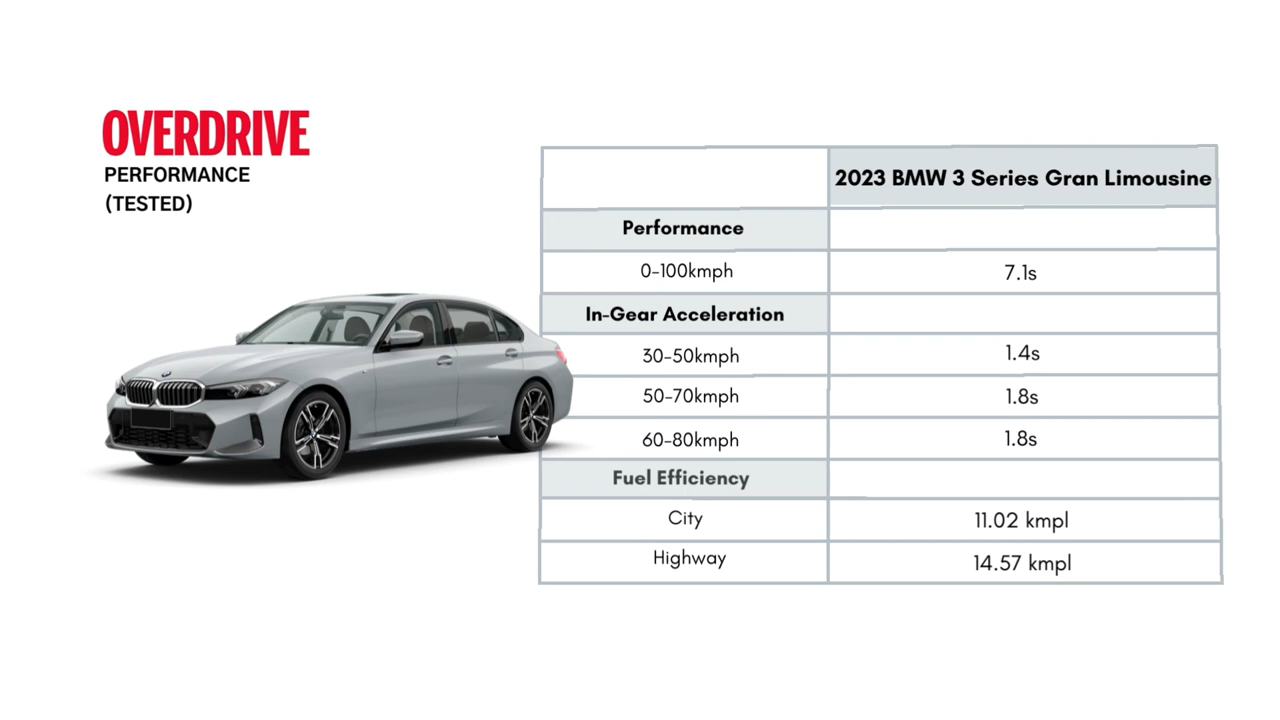 OVERDRIVE
PERFORMANCE
(TESTED)
2023 BMW 3 Series Gran Limousine
Performance
0-100kmph 7.1s
In-Gear Acceleration
30-50kmph 1.4s
50-70kmph 1.8s
60-80kmph 1.8s
Fuel Efficiency
City 11.02 kmpl
Highway 14.57 kmpl